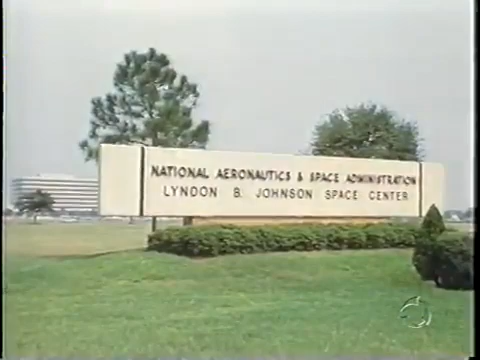 NATIONAL AERONAUTICS & SPACE ADMINISTRATION
LYNDON B. JOHNSON SPACE CENTER